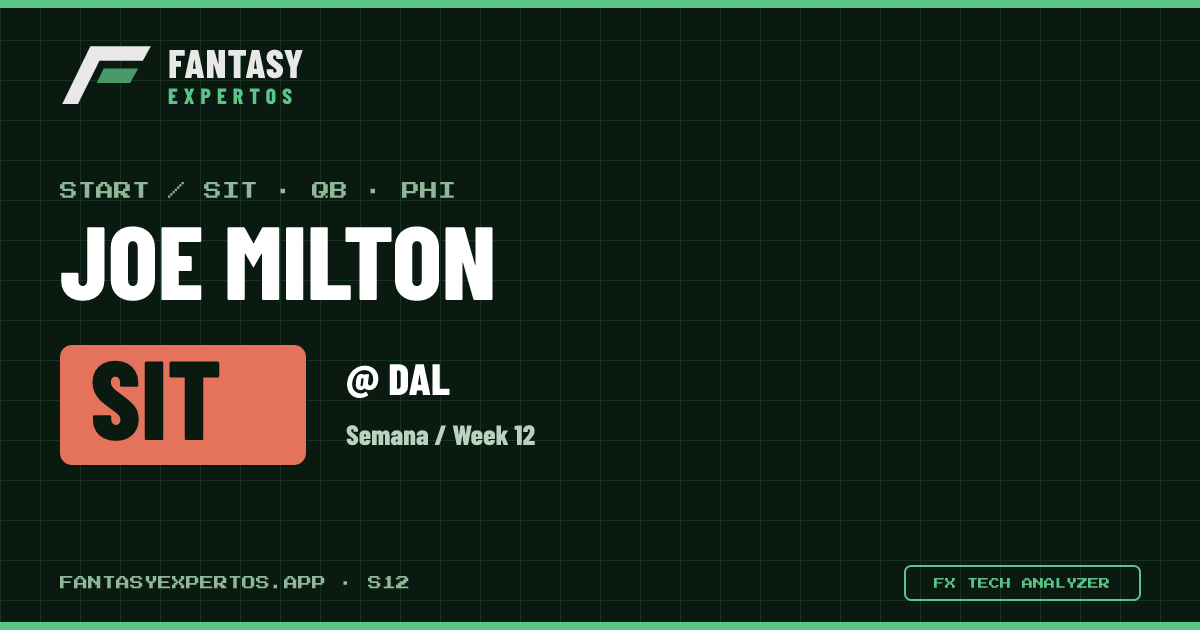 FANTASY
EXPERTOS
START / SIT · QB · PHI
JOE MILTON
SIT
@ DAL
Semana / Week 12
FANTASYEXPERTOS.APP · S12
FX TECH ANALYZER